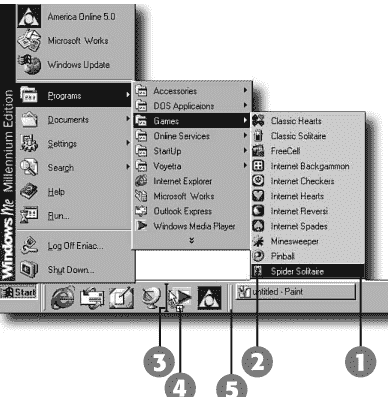 America Online 5.0
Microsoft Works
Windows Update
Programs
Documents
Settings
Search
Help
Run...
Log Off Eniac...
Shut Down...
Windows Me Millennium Edition
Accessories
DOS Applicaions
Games
Online Services
StartUp
Voyetra
Internet Explorer
Microsoft Works
Outlook Express
Windows Media Player
Classic Hearts
Classic Solitaire
FreeCell
Internet Backgammon
Internet Checkers
Internet Hearts
Internet Reversi
Internet Spades
Minesweeper
Pinball
Spider Solitaire
Start
untitled - Paint
3
2
1
4
5